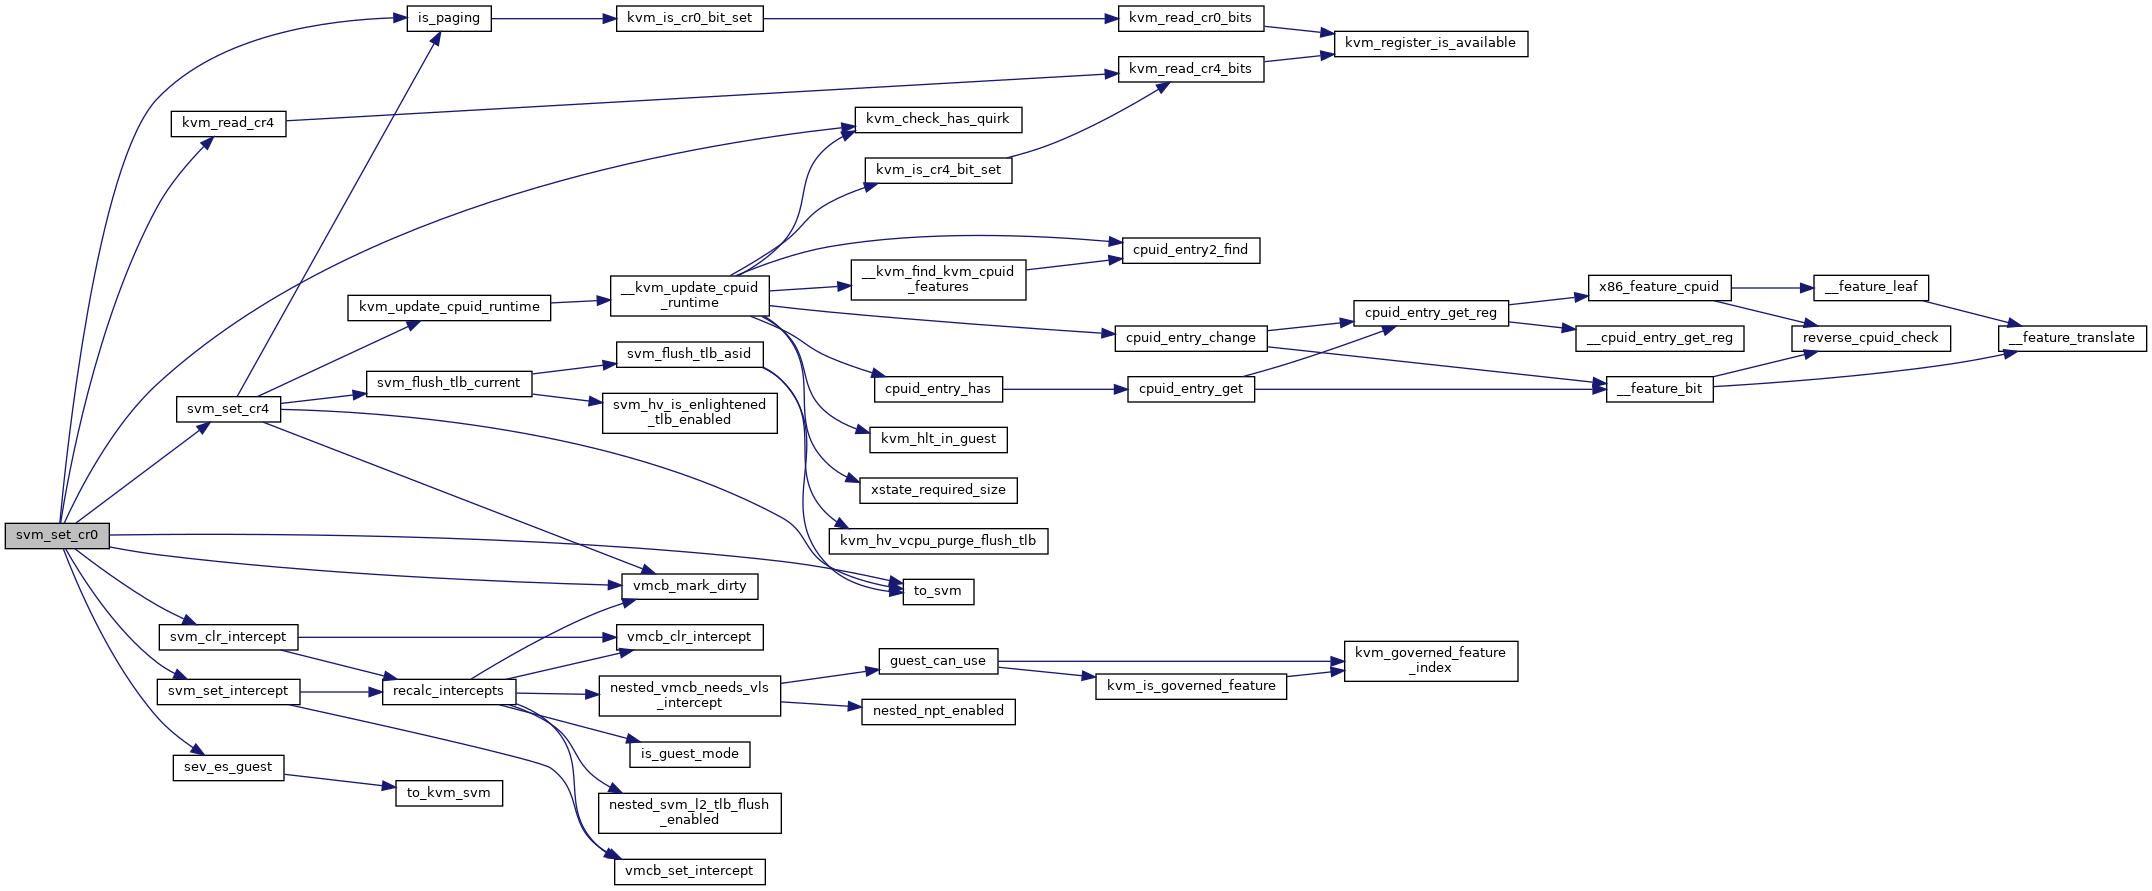 is_paging
kvm_is_cr0_bit_set
kvm_read_cr0_bits
kvm_register_is_available
kvm_read_cr4_bits
kvm_read_cr4
kvm_check_has_quirk
kvm_is_cr4_bit_set
cpuid_entry2_find
__kvm_find_kvm_cpuid
_features
__kvm_update_cpuid
_runtime
kvm_update_cpuid_runtime
x86_feature_cpuid
__feature_leaf
cpuid_entry_get_reg
cpuid_entry_change
__cpuid_entry_get_reg
reverse_cpuid_check
__feature_translate
svm_flush_tlb_asid
svm_flush_tlb_current
cpuid_entry_has
cpuid_entry_get
__feature_bit
svm_set_cr4
svm_hv_is_enlightened
_tlb_enabled
kvm_hlt_in_guest
xstate_required_size
svm_set_cr0
kvm_hv_vcpu_purge_flush_tlb
vmcb_mark_dirty
to_svm
svm_clr_intercept
vmcb_clr_intercept
guest_can_use
kvm_governed_feature
_index
svm_set_intercept
recalc_intercepts
nested_vmcb_needs_vls
_intercept
kvm_is_governed_feature
nested_npt_enabled
is_guest_mode
sev_es_guest
to_kvm_svm
nested_svm_l2_tlb_flush
_enabled
vmcb_set_intercept